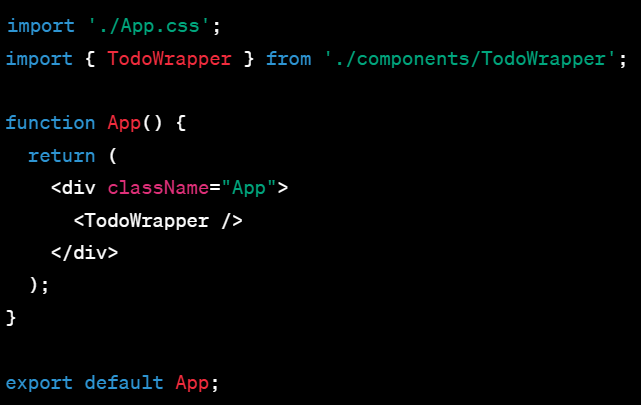 import './App.css';
import { TodoWrapper } from './components/TodoWrapper';

function App() {
  return (
    <div className="App">
      <TodoWrapper />
    </div>
  );
}

export default App;